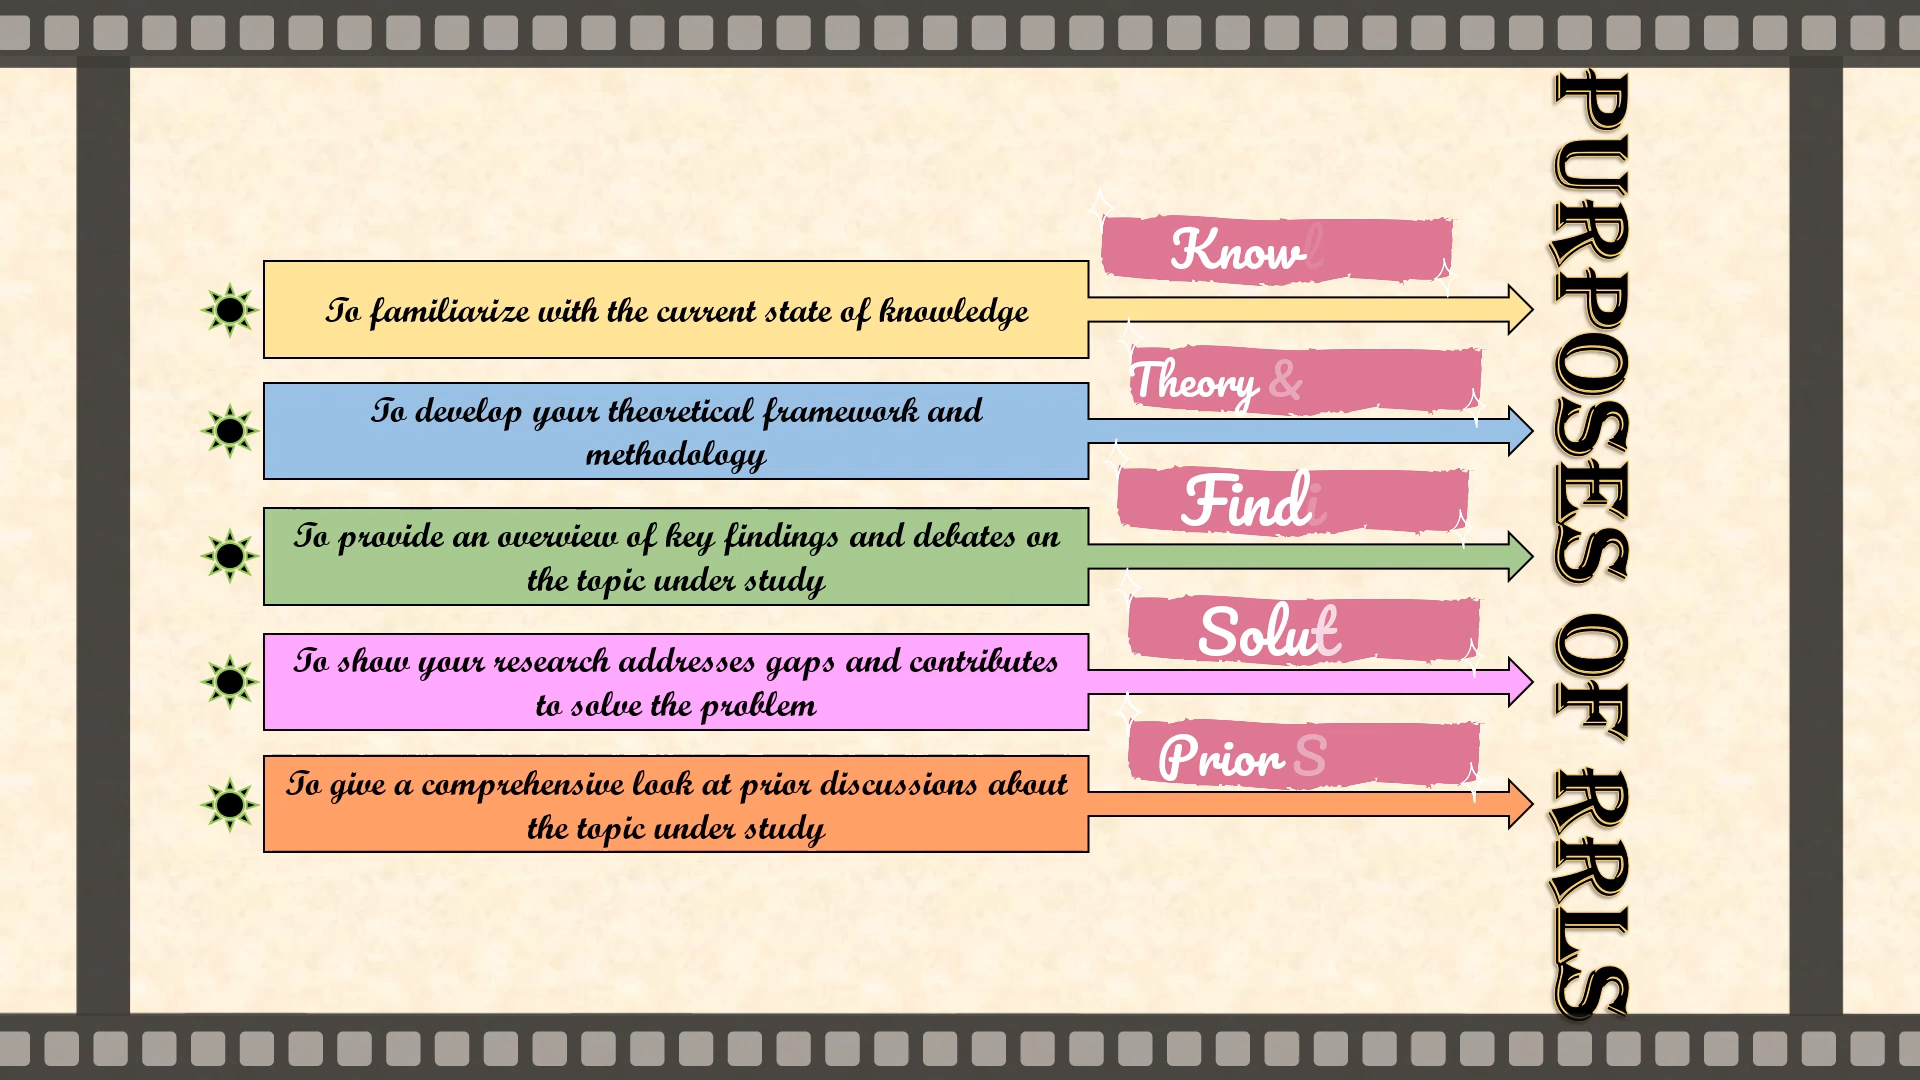 PURPOSES OF RRLS
Know
To familiarize with the current state of knowledge
Theory &
To develop your theoretical framework and
methodology
Findi
To provide an overview of key findings and debates on
the topic under study
Solut
To show your research addresses gaps and contributes
to solve the problem
Prior S
To give a comprehensive look at prior discussions about
the topic under study